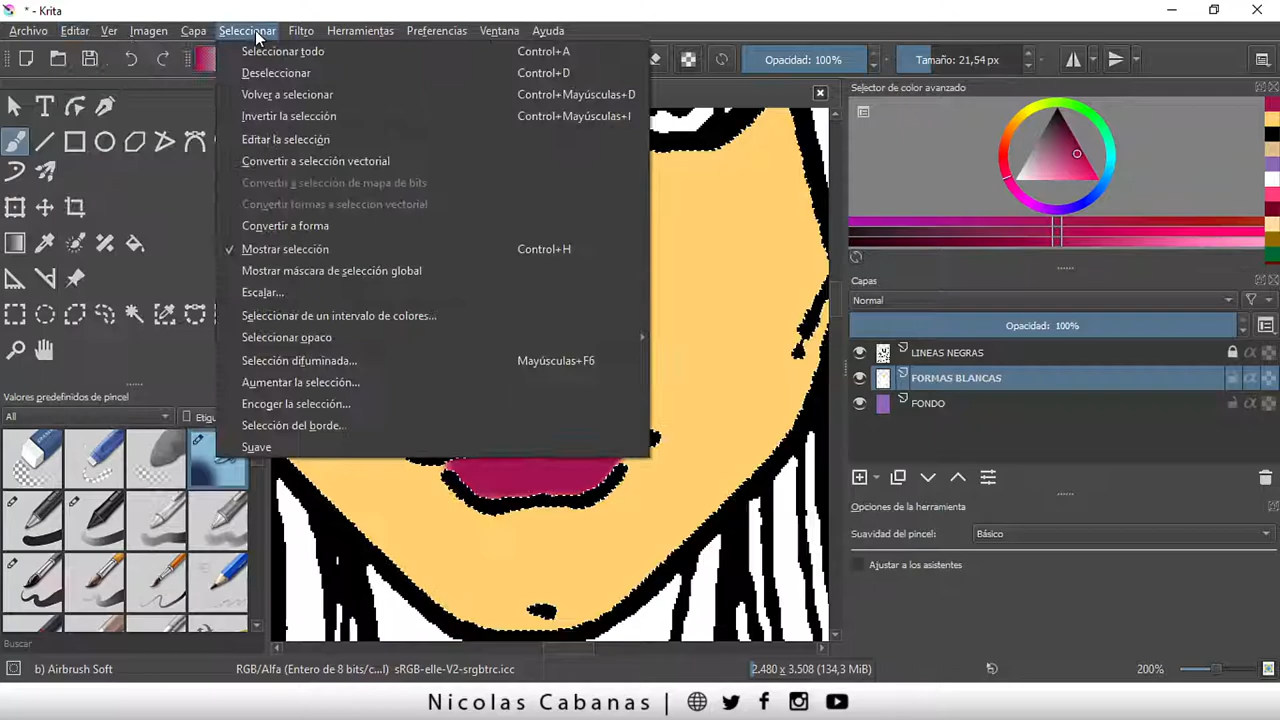 * - Krita
Archivo Editar Ver Imagen Capa Seleccionar Filtro Herramientas Preferencias Ventana Ayuda
Opacidad: 100% Tamaño: 21,54 px
Seleccionar todo Control+A
Deseleccionar Control+D
Volver a selecionar Control+Mayúsculas+D
Invertir la selección Control+Mayúsculas+I
Editar la selección
Convertir a selección vectorial
Convertir a selección de mapa de bits
Convertir formas a selección vectorial
Convertir a forma
Mostrar selección Control+H
Mostrar máscara de selección global
Escalar...
Seleccionar de un intervalo de colores...
Seleccionar opaco
Selección difuminada... Mayúsculas+F6
Aumentar la selección...
Encoger la selección...
Selección del borde...
Suave
Selector de color avanzado
Capas
Normal
Opacidad: 100%
LINEAS NEGRAS
FORMAS BLANCAS
FONDO
Opciones de la herramienta
Suavidad del pincel: Básico
Ajustar a los asistentes
Valores predefinidos de pincel
All Etiqu
Buscar
b) Airbrush Soft RGB/Alfa (Entero de 8 bits/c...l) sRGB-elle-V2-srgbtrc.icc 2.480 x 3.508 (134,3 MiB) 200%
Nicolas Cabanas |